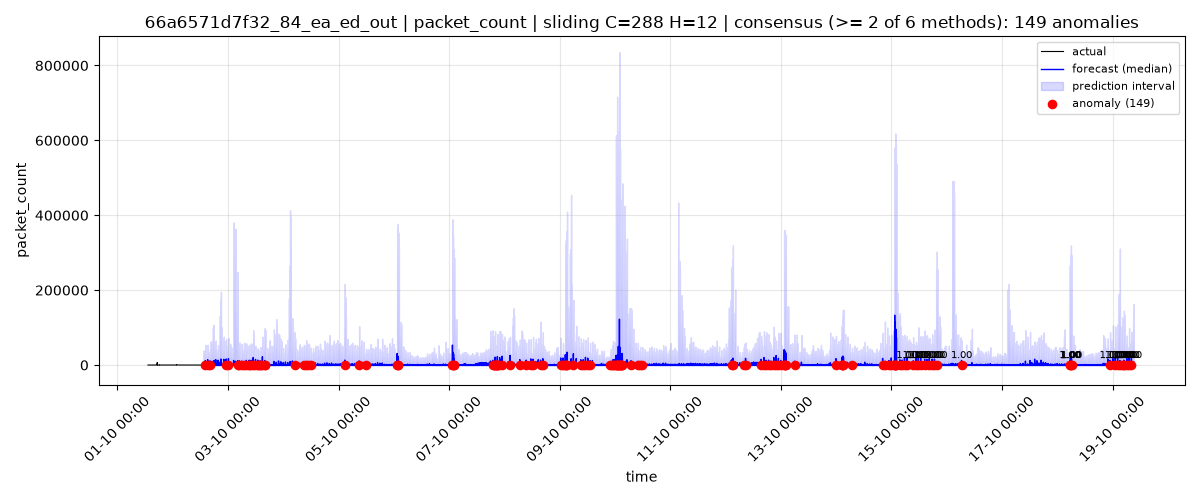 66a6571d7f32_84_ea_ed_out | packet_count | sliding C=288 H=12 | consensus (>= 2 of 6 methods): 149 anomalies
actual
forecast (median)
prediction interval
anomaly (149)
packet_count
800000
600000
400000
200000
0
1.00
1.00
01-10 00:00
03-10 00:00
05-10 00:00
07-10 00:00
09-10 00:00
11-10 00:00
13-10 00:00
15-10 00:00
17-10 00:00
19-10 00:00
time